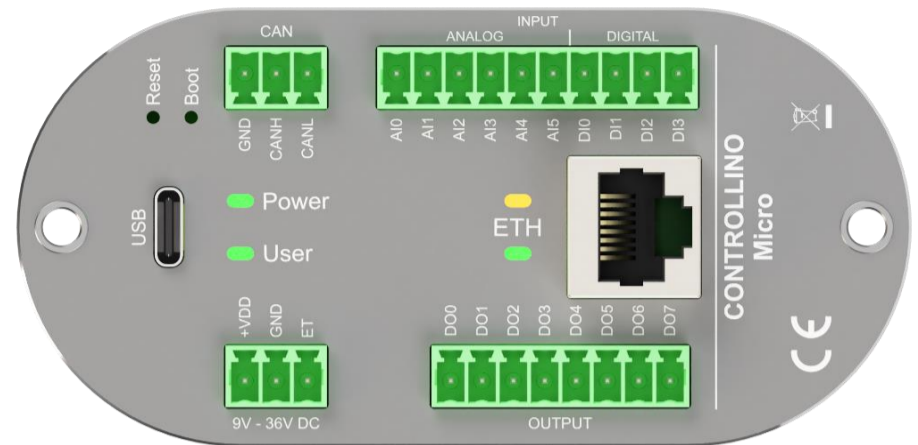 CAN
INPUT
ANALOG
DIGITAL
Reset
Boot
GND
CANH
CANL
AI0
AI1
AI2
AI3
AI4
AI5
DI0
DI1
DI2
DI3
USB
Power
User
ETH
CONTROLLINO
Micro
+VDD
GND
ET
DO0
DO1
DO2
DO3
DO4
DO5
DO6
DO7
9V - 36V DC
OUTPUT
CE